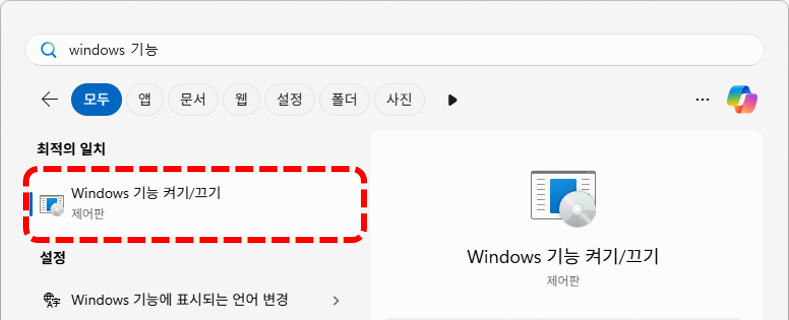 windows 기능
모두 앱 문서 웹 설정 폴더 사진
최적의 일치
Windows 기능 켜기/끄기
제어판
설정
Windows 기능에 표시되는 언어 변경
Windows 기능 켜기/끄기
제어판